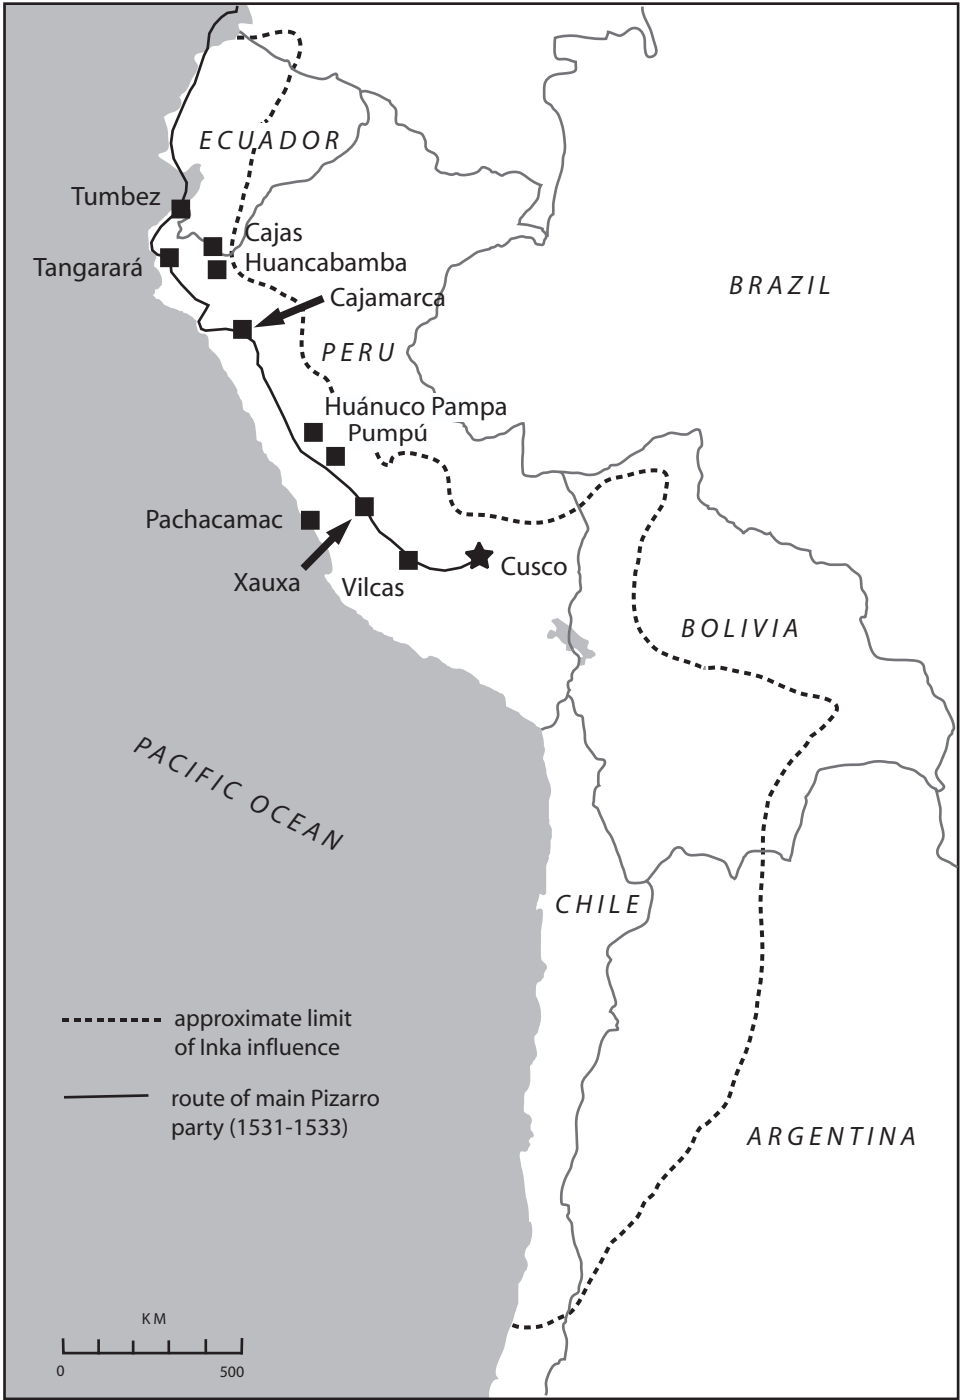 ECUADOR
Tumbez
Cajas
Tangarará
Huancabamba
BRAZIL
Cajamarca
PERU
Huánuco Pampa
Pumpú
Pachacamac
Cusco
Xauxa
Vilcas
BOLIVIA
PACIFIC OCEAN
CHILE
approximate limit
of Inka influence
route of main Pizarro
party (1531-1533)
ARGENTINA
KM
0 500